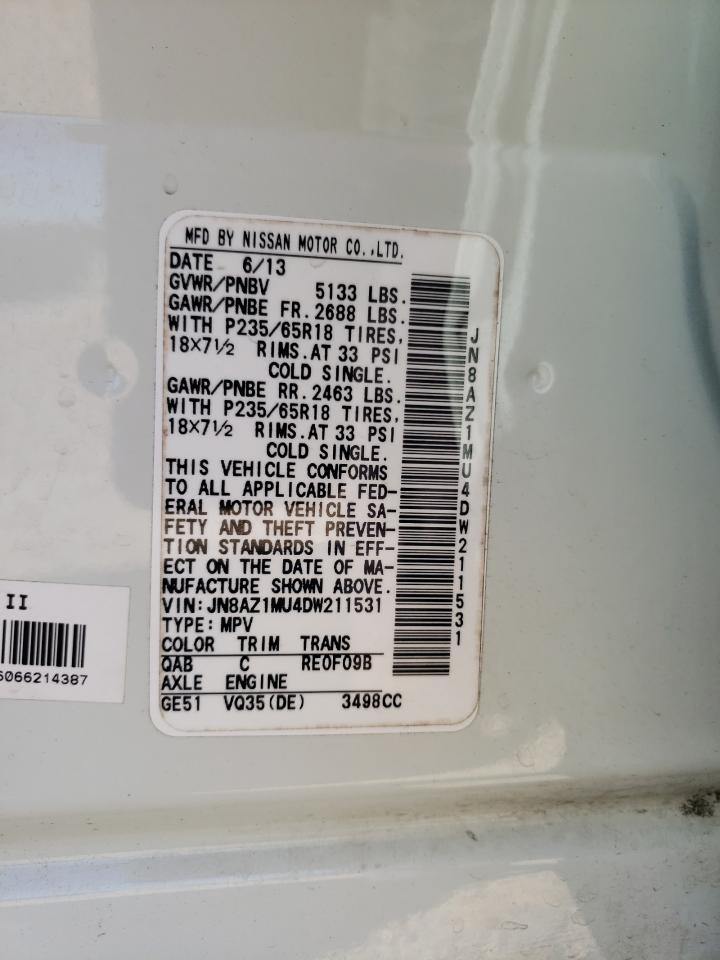 MFD BY NISSAN MOTOR CO.,LTD.
DATE 6/13
GVWR/PNBV 5133 LBS.
GAWR/PNBE FR. 2688 LBS.
WITH P235/65R18 TIRES,
18×7½ RIMS. AT 33 PSI
COLD SINGLE.
GAWR/PNBE RR. 2463 LBS.
WITH P235/65R18 TIRES,
18×7½ RIMS. AT 33 PSI
COLD SINGLE.
THIS VEHICLE CONFORMS
TO ALL APPLICABLE FED-
ERAL MOTOR VEHICLE SA-
FETY AND THEFT PREVEN-
TION STANDARDS IN EFF-
ECT ON THE DATE OF MA-
NUFACTURE SHOWN ABOVE.
VIN: JN8AZ1MU4DW211531
TYPE: MPV
COLOR TRIM TRANS
QAB C RE0F09B
AXLE ENGINE
GE51 VQ35(DE) 3498CC
JN8AZ1MU4DW211531
II
6066214387